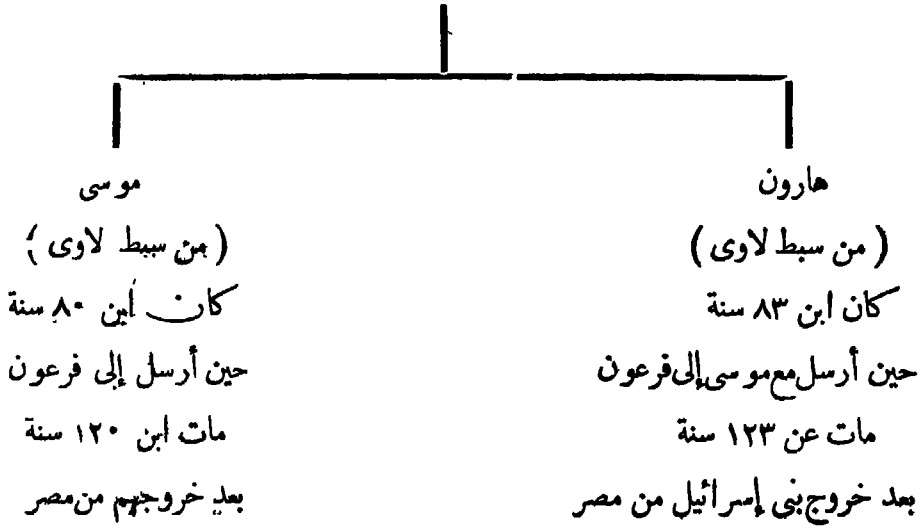 هارون
(من سبط لاوى)
كان ابن ٨٣ سنة
حين أرسل مع موسى إلى فرعون
مات عن ١٢٣ سنة
بعد خروج بنى إسرائيل من مصر
موسى
(من سبط لاوى)
كان ابن ٨٠ سنة
حين أرسل إلى فرعون
مات ابن ١٢٠ سنة
بعد خروجهم من مصر